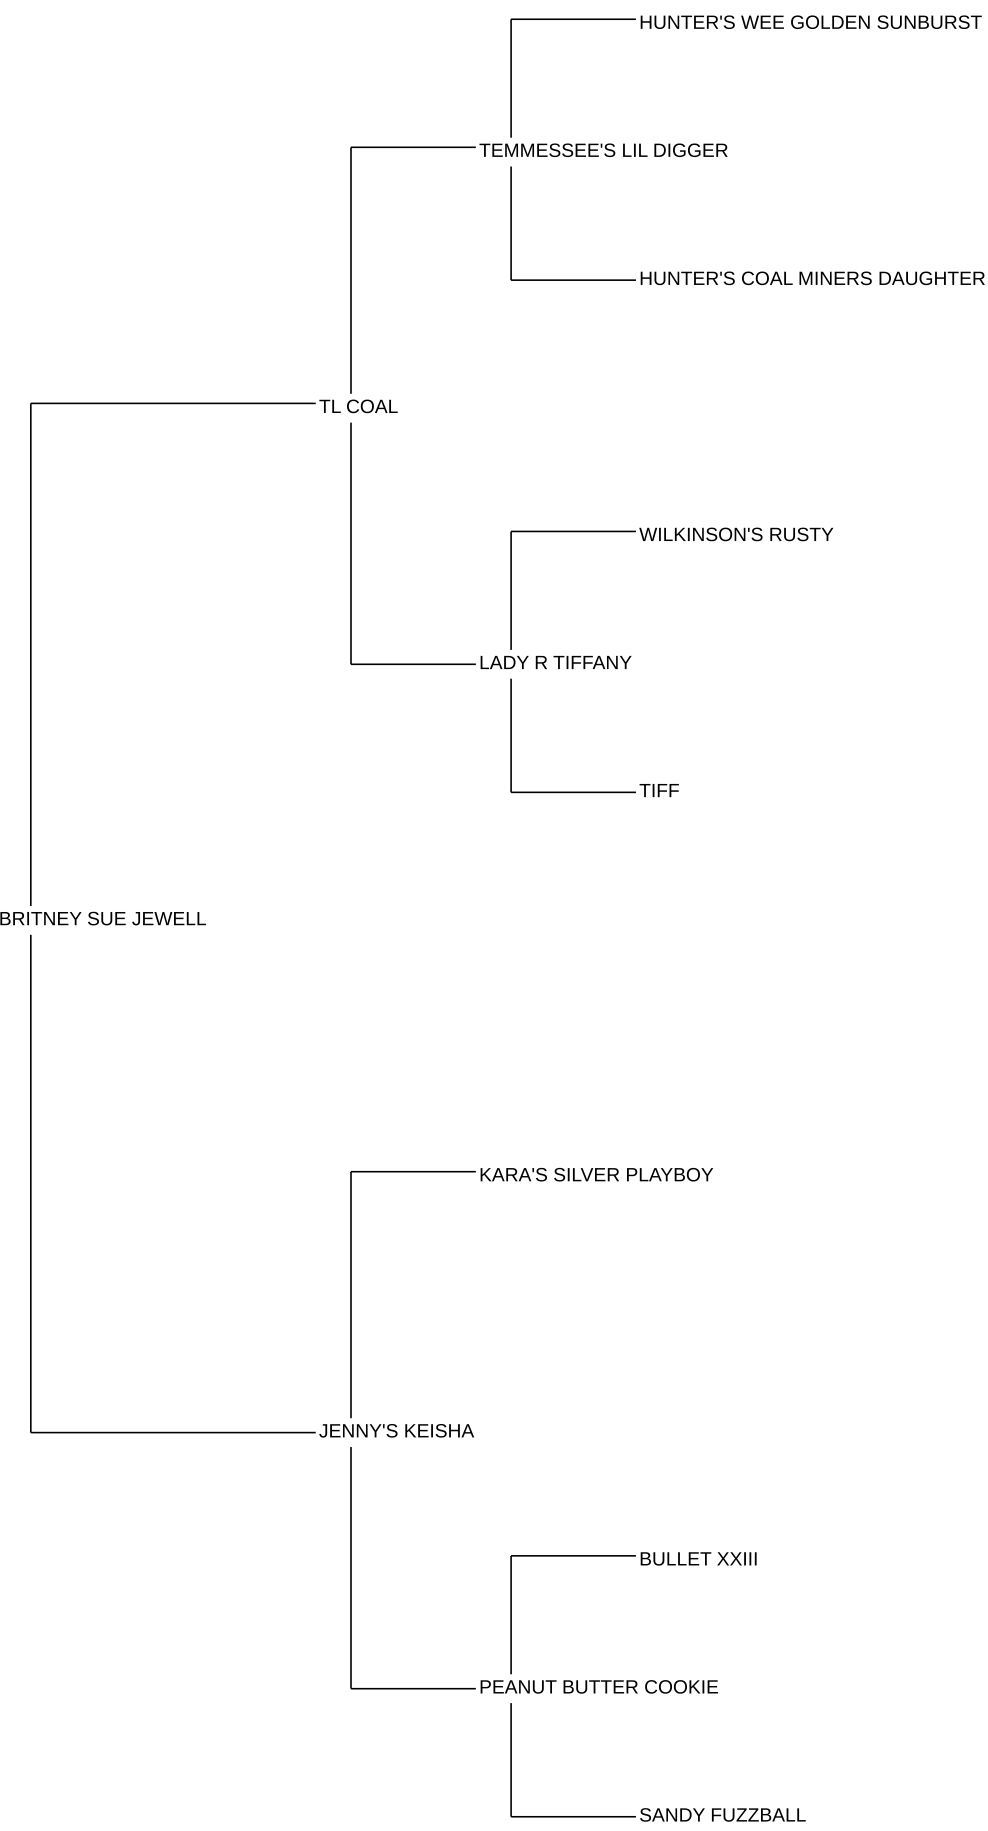 HUNTER'S WEE GOLDEN SUNBURST
TEMMESSEE'S LIL DIGGER
HUNTER'S COAL MINERS DAUGHTER
TL COAL
WILKINSON'S RUSTY
LADY R TIFFANY
TIFF
BRITNEY SUE JEWELL
KARA'S SILVER PLAYBOY
JENNY'S KEISHA
BULLET XXIII
PEANUT BUTTER COOKIE
SANDY FUZZBALL